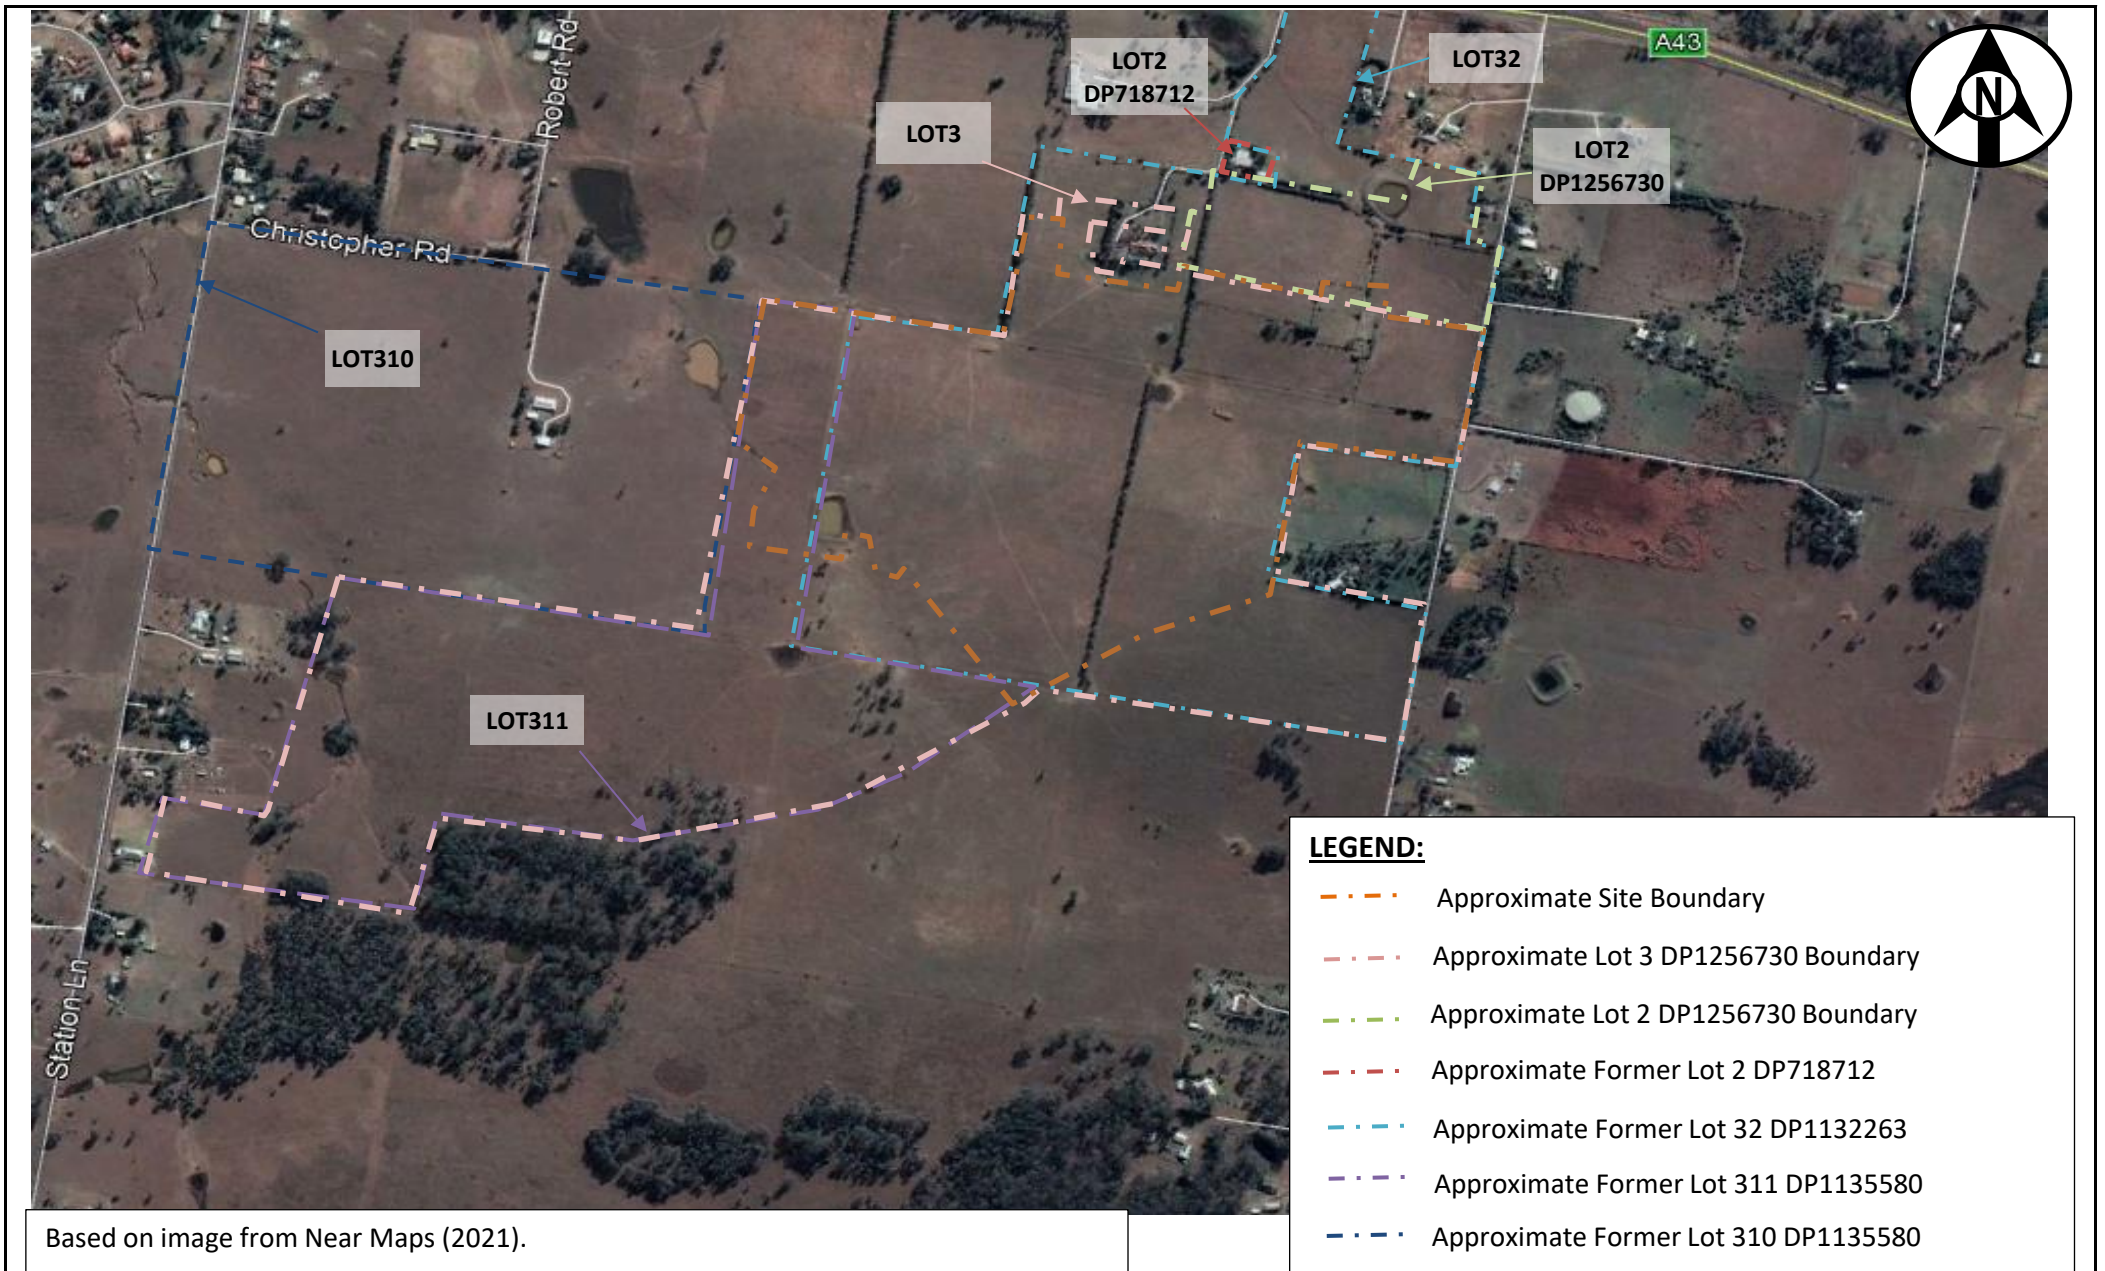 Robert Rd
LOT2
DP718712
LOT32
A43
N
LOT3
LOT2
DP1256730
Christopher Rd
LOT310
LOT311
Station Ln
LEGEND:
Approximate Site Boundary
Approximate Lot 3 DP1256730 Boundary
Approximate Lot 2 DP1256730 Boundary
Approximate Former Lot 2 DP718712
Approximate Former Lot 32 DP1132263
Approximate Former Lot 311 DP1135580
Approximate Former Lot 310 DP1135580
Based on image from Near Maps (2021).